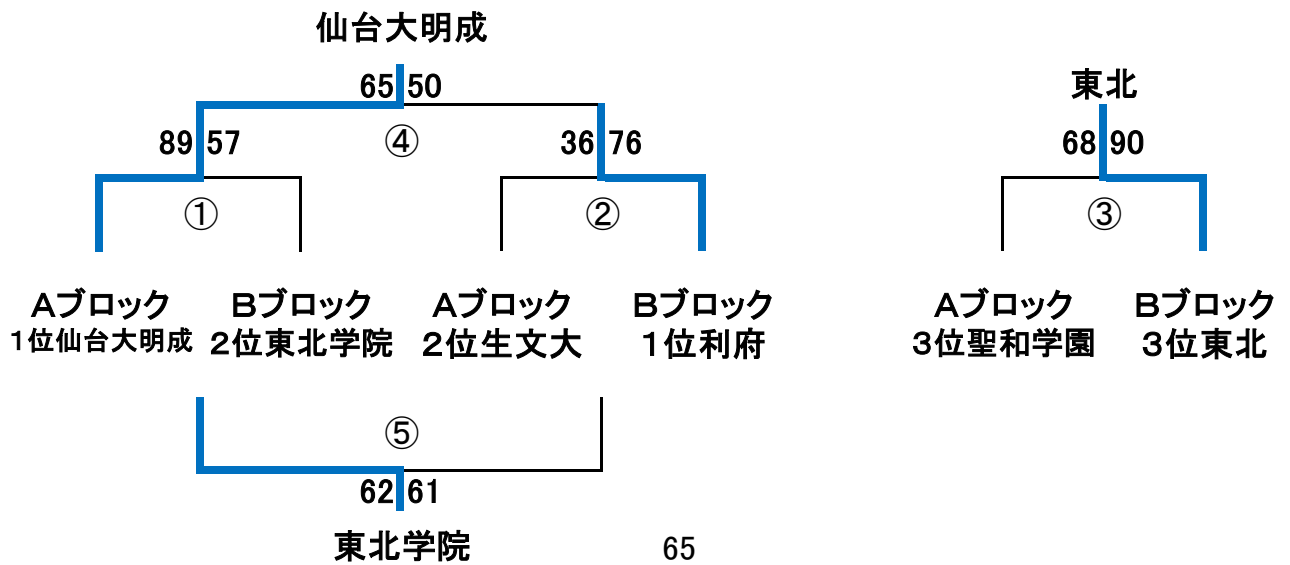 仙台大明成
65 50
東北
89 57
④
36 76
68 90
①
②
③
Aブロック
1位仙台大明成
Bブロック
2位東北学院
Aブロック
2位生文大
Bブロック
1位利府
Aブロック
3位聖和学園
Bブロック
3位東北
⑤
62 61
東北学院
65